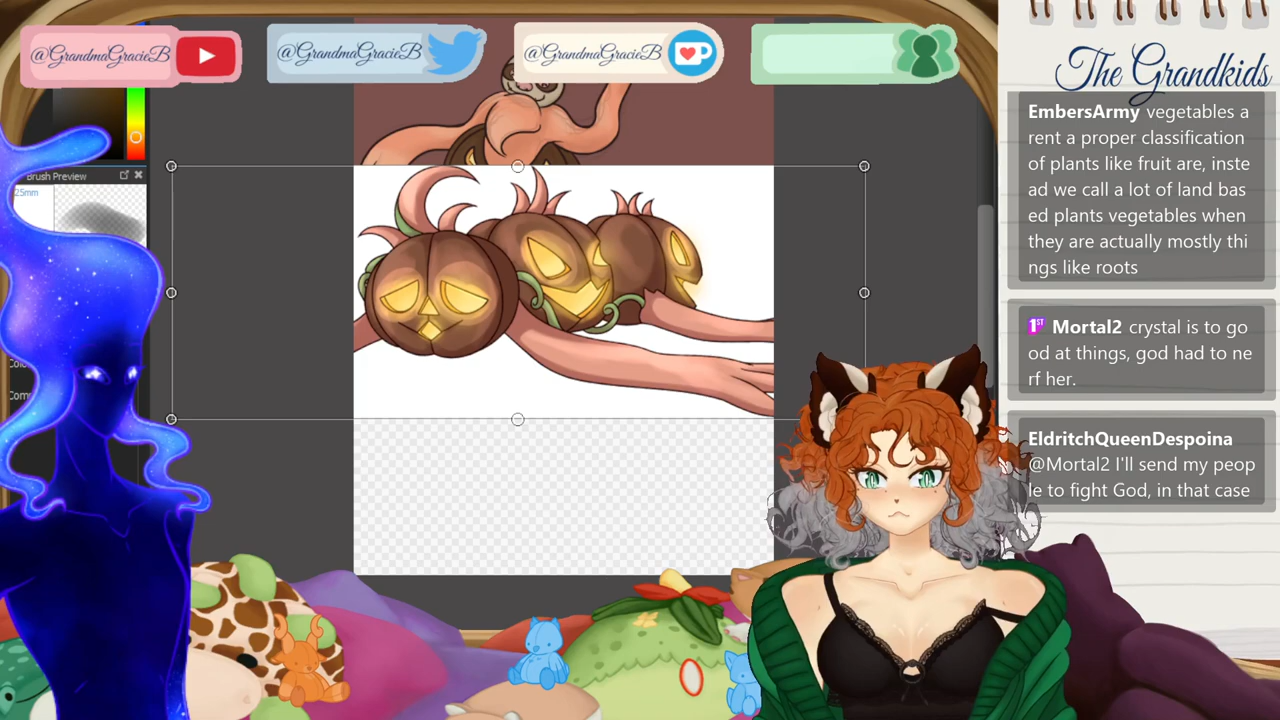 @GrandmaGracieB
@GrandmaGracieB
@GrandmaGracieB
The Grandkids
EmbersArmy vegetables a
rent a proper classification
of plants like fruit are, inste
ad we call a lot of land bas
ed plants vegetables when
they are actually mostly thi
ngs like roots
1ST Mortal2 crystal is to go
od at things, god had to ne
rf her.
EldritchQueenDespoina
@Mortal2 I'll send my peop
le to fight God, in that case
Brush Preview
25mm